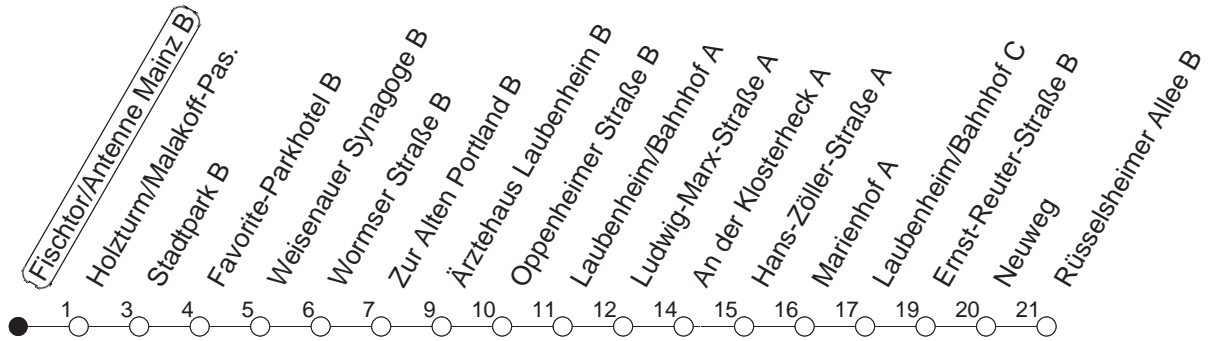 Fischtor/Antenne Mainz B
Holzturm/Malakoff-Pas.
Stadtpark B
Favorite-Parkhotel B
Weisenauer Synagoge B
Wormser Straße B
Zur Alten Portland B
Ärztehaus Laubenheim B
Oppenheimer Straße B
Laubenheim/Bahnhof A
Ludwig-Marx-Straße A
An der Klosterheck A
Hans-Zöller-Straße A
Marienhof A
Laubenheim/Bahnhof C
Ernst-Reuter-Straße B
Neuweg
Rüsselsheimer Allee B
1 3 4 5 6 7 9 10 11 12 14 15 16 17 19 20 21